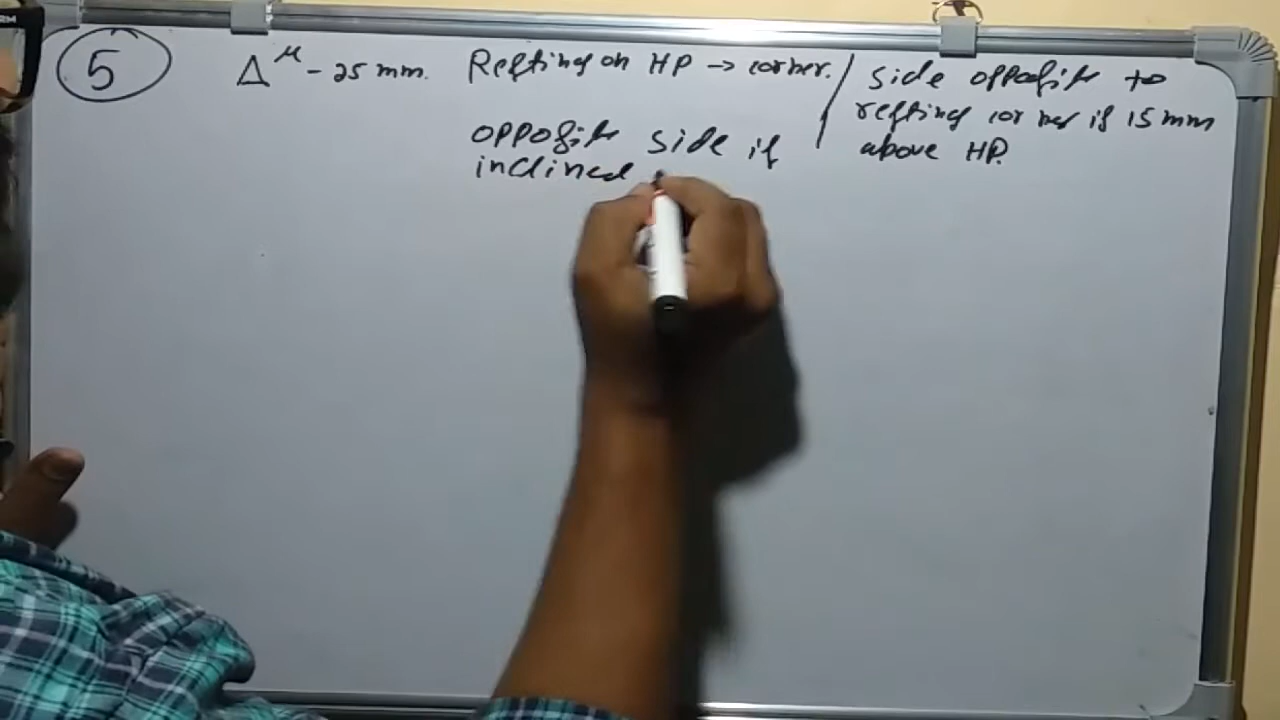 5
Δ^le - 25 mm. Resting on HP → corner. / side opposite to
resting corner is 15 mm
above HP.
opposite side is
inclined